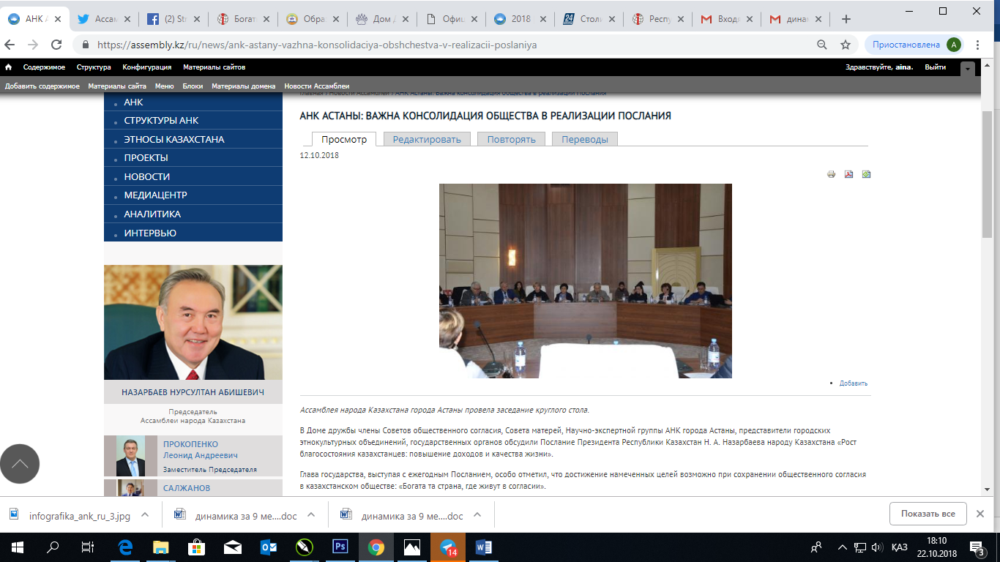 АНК А
Ассам
(2) Str
Богат
Обра
Дом Д
Офиц
2018
Столи
Респу
Входя
динам
https://assembly.kz/ru/news/ank-astany-vazhna-konsolidaciya-obshchestva-v-realizacii-poslaniya
Приостановлена A
Содержимое Структура Конфигурация Материалы сайтов Здравствуйте, aina. Выйти
Добавить содержимое Материалы сайта Меню Блоки Материалы домена Новости Ассамблеи
Главная / Новости Ассамблеи / АНК Астаны: Важна консолидация общества в реализации Послания
АНК
СТРУКТУРЫ АНК
ЭТНОСЫ КАЗАХСТАНА
ПРОЕКТЫ
НОВОСТИ
МЕДИАЦЕНТР
АНАЛИТИКА
ИНТЕРВЬЮ
НАЗАРБАЕВ НУРСУЛТАН АБИШЕВИЧ
Председатель
Ассамблеи народа Казахстана
ПРОКОПЕНКО
Леонид Андреевич
Заместитель Председателя
САЛЖАНОВ
АНК АСТАНЫ: ВАЖНА КОНСОЛИДАЦИЯ ОБЩЕСТВА В РЕАЛИЗАЦИИ ПОСЛАНИЯ
Просмотр Редактировать Повторять Переводы
12.10.2018
Добавить
Ассамблея народа Казахстана города Астаны провела заседание круглого стола.
В Доме дружбы члены Советов общественного согласия, Совета матерей, Научно-экспертной группы АНК города Астаны, представители городских
этнокультурных объединений, государственных органов обсудили Послание Президента Республики Казахстан Н. А. Назарбаева народу Казахстана «Рост
благосостояния казахстанцев: повышение доходов и качества жизни».
Глава государства, выступая с ежегодным Посланием, особо отметил, что достижение намеченных целей возможно при сохранении общественного согласия
в казахстанском обществе: «Богата та страна, где живут в согласии».
infografika_ank_ru_3.jpg
динамика за 9 ме....doc
динамика за 9 ме....doc
Показать все
14
ҚАЗ
18:10
22.10.2018
3